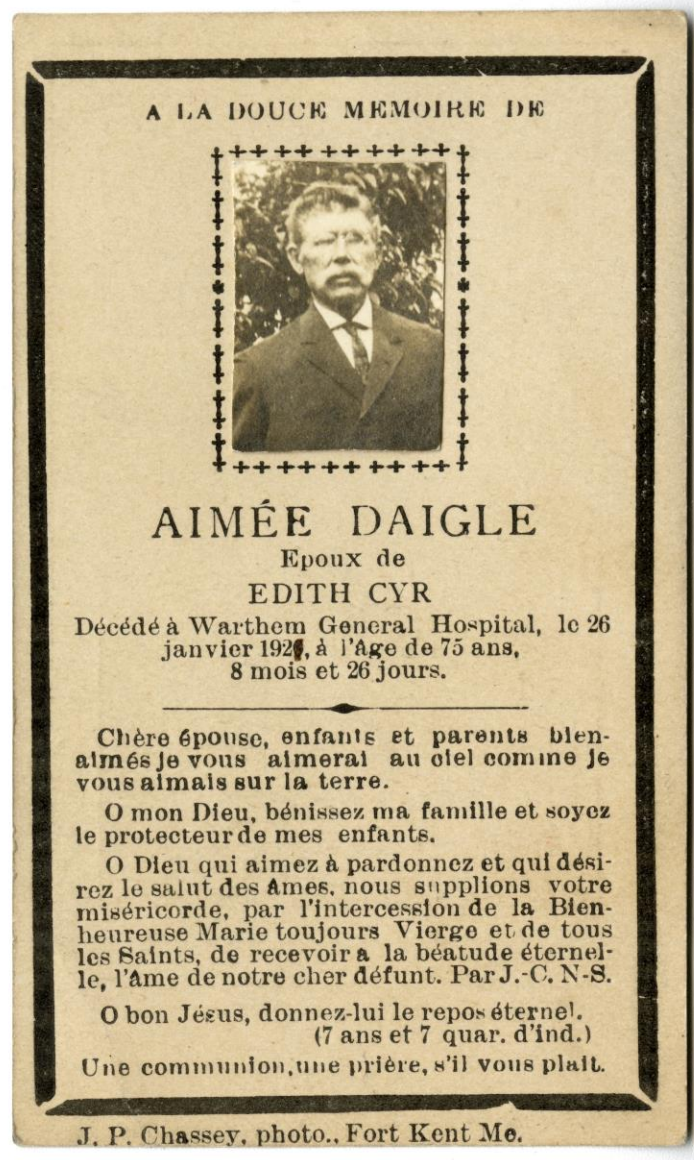 A LA DOUCE MEMOIRE DE
AIMÉE DAIGLE
Epoux de
EDITH CYR
Décédé à Warthem General Hospital, le 26
janvier 192, à l'âge de 75 ans,
8 mois et 26 jours.
Chère épouse, enfants et parents bien-
aimés je vous aimerai au ciel comme je
vous aimais sur la terre.
O mon Dieu, bénissez ma famille et soyez
le protecteur de mes enfants.
O Dieu qui aimez à pardonnez et qui dési-
rez le salut des âmes, nous supplions votre
miséricorde, par l'intercession de la Bien-
heureuse Marie toujours Vierge et de tous
les Saints, de recevoir a la béatude éternel-
le, l'âme de notre cher défunt. Par J.-C. N-S.
O bon Jésus, donnez-lui le repos éternel.
(7 ans et 7 quar. d'ind.)
Une communion, une prière, s'il vous plait.
J. P. Chassey, photo., Fort Kent Me.